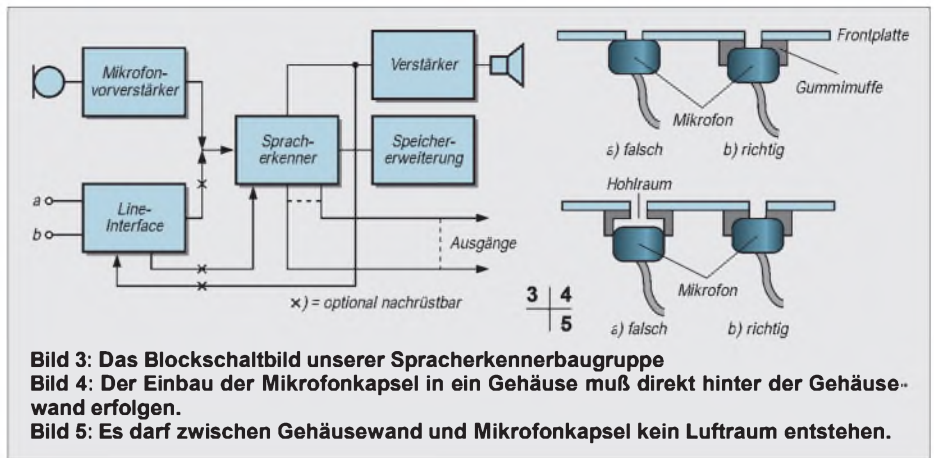 Mikrofon-
vorverstärker
Verstärker
Sprach-
erkenner
Speicher-
erweiterung
a
b
Line-
Interface
Ausgänge
×) = optional nachrüstbar
Frontplatte
Gummimuffe
Mikrofon
a) falsch
b) richtig
Hohlraum
Mikrofon
a) falsch
b) richtig
3 4
5
Bild 3: Das Blockschaltbild unserer Spracherkennerbaugruppe
Bild 4: Der Einbau der Mikrofonkapsel in ein Gehäuse muß direkt hinter der Gehäuse-
wand erfolgen.
Bild 5: Es darf zwischen Gehäusewand und Mikrofonkapsel kein Luftraum entstehen.